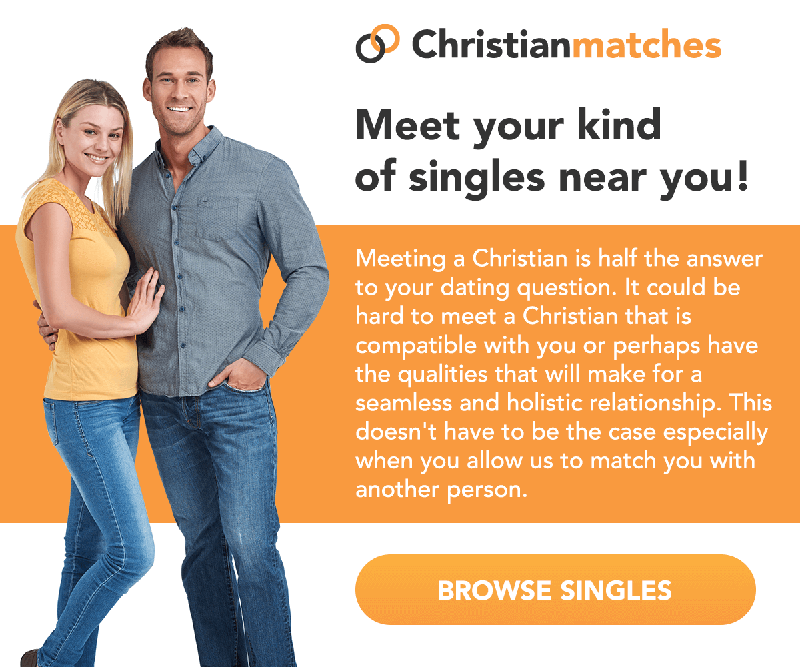 Christianmatches
Meet your kind
of singles near you!
Meeting a Christian is half the answer
to your dating question. It could be
hard to meet a Christian that is
compatible with you or perhaps have
the qualities that will make for a
seamless and holistic relationship. This
doesn't have to be the case especially
when you allow us to match you with
another person.
BROWSE SINGLES